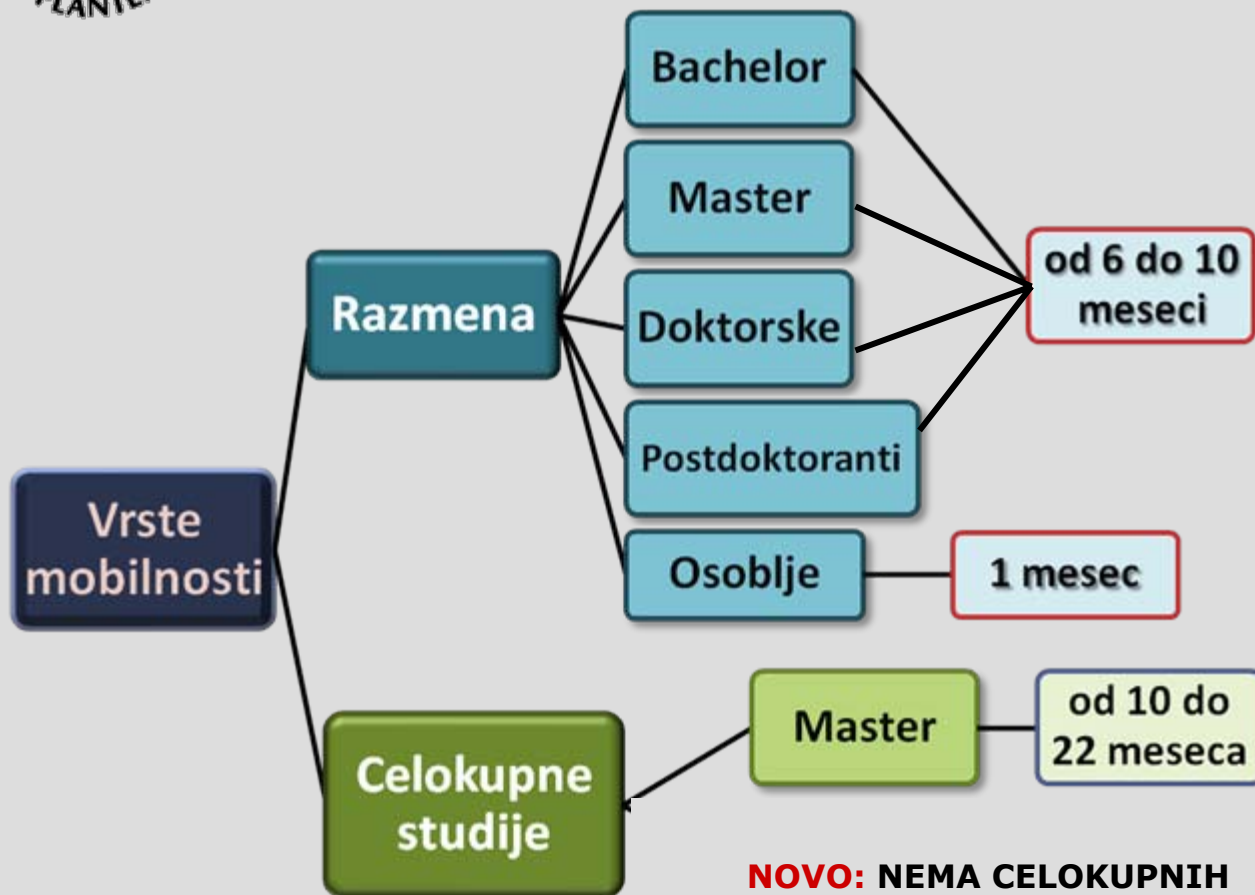 Bachelor
Master
Doktorske
Postdoktoranti
Osoblje
Razmena
od 6 do 10
meseci
1 mesec
Vrste
mobilnosti
Celokupne
studije
Master
od 10 do
22 meseca
NOVO: NEMA CELOKUPNIH